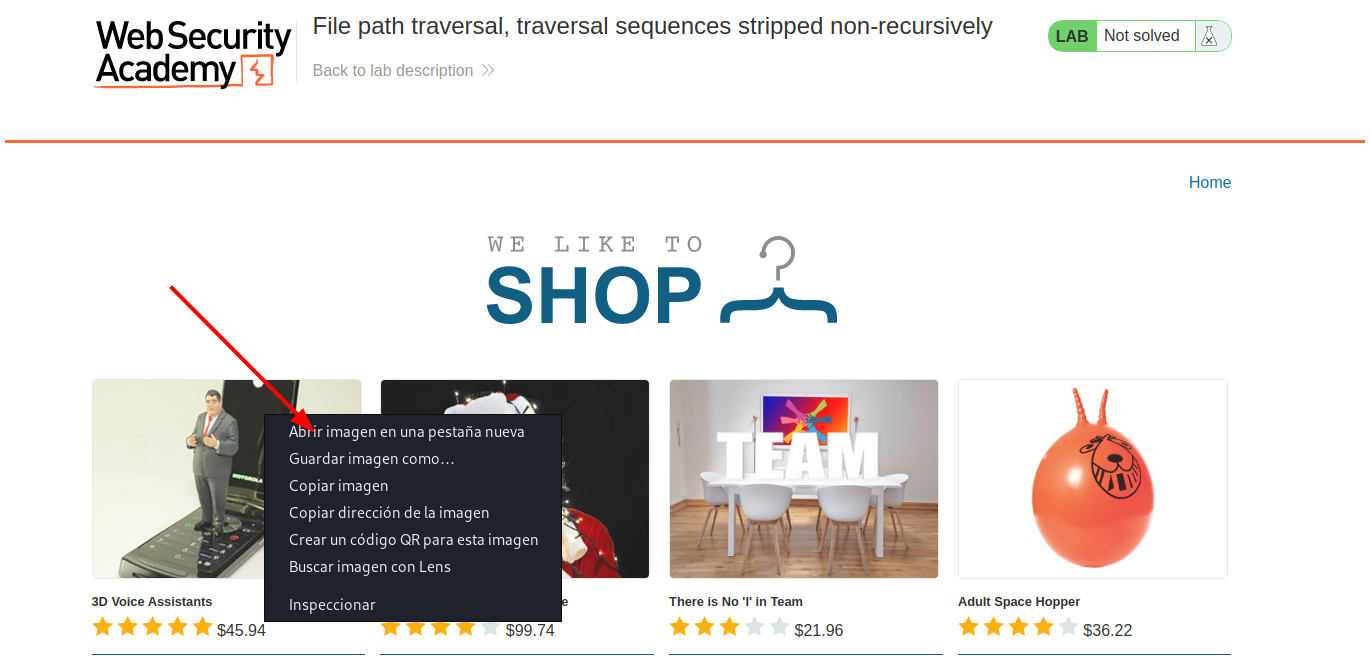 Web Security
Academy
File path traversal, traversal sequences stripped non-recursively
Back to lab description
LAB Not solved
Home
WE LIKE TO
SHOP
TEAM
MOTOROLA
Abrir imagen en una pestaña nueva
Guardar imagen como...
Copiar imagen
Copiar dirección de la imagen
Crear un código QR para esta imagen
Buscar imagen con Lens
Inspeccionar
3D Voice Assistants
$45.94
$99.74
There is No 'I' in Team
$21.96
Adult Space Hopper
$36.22